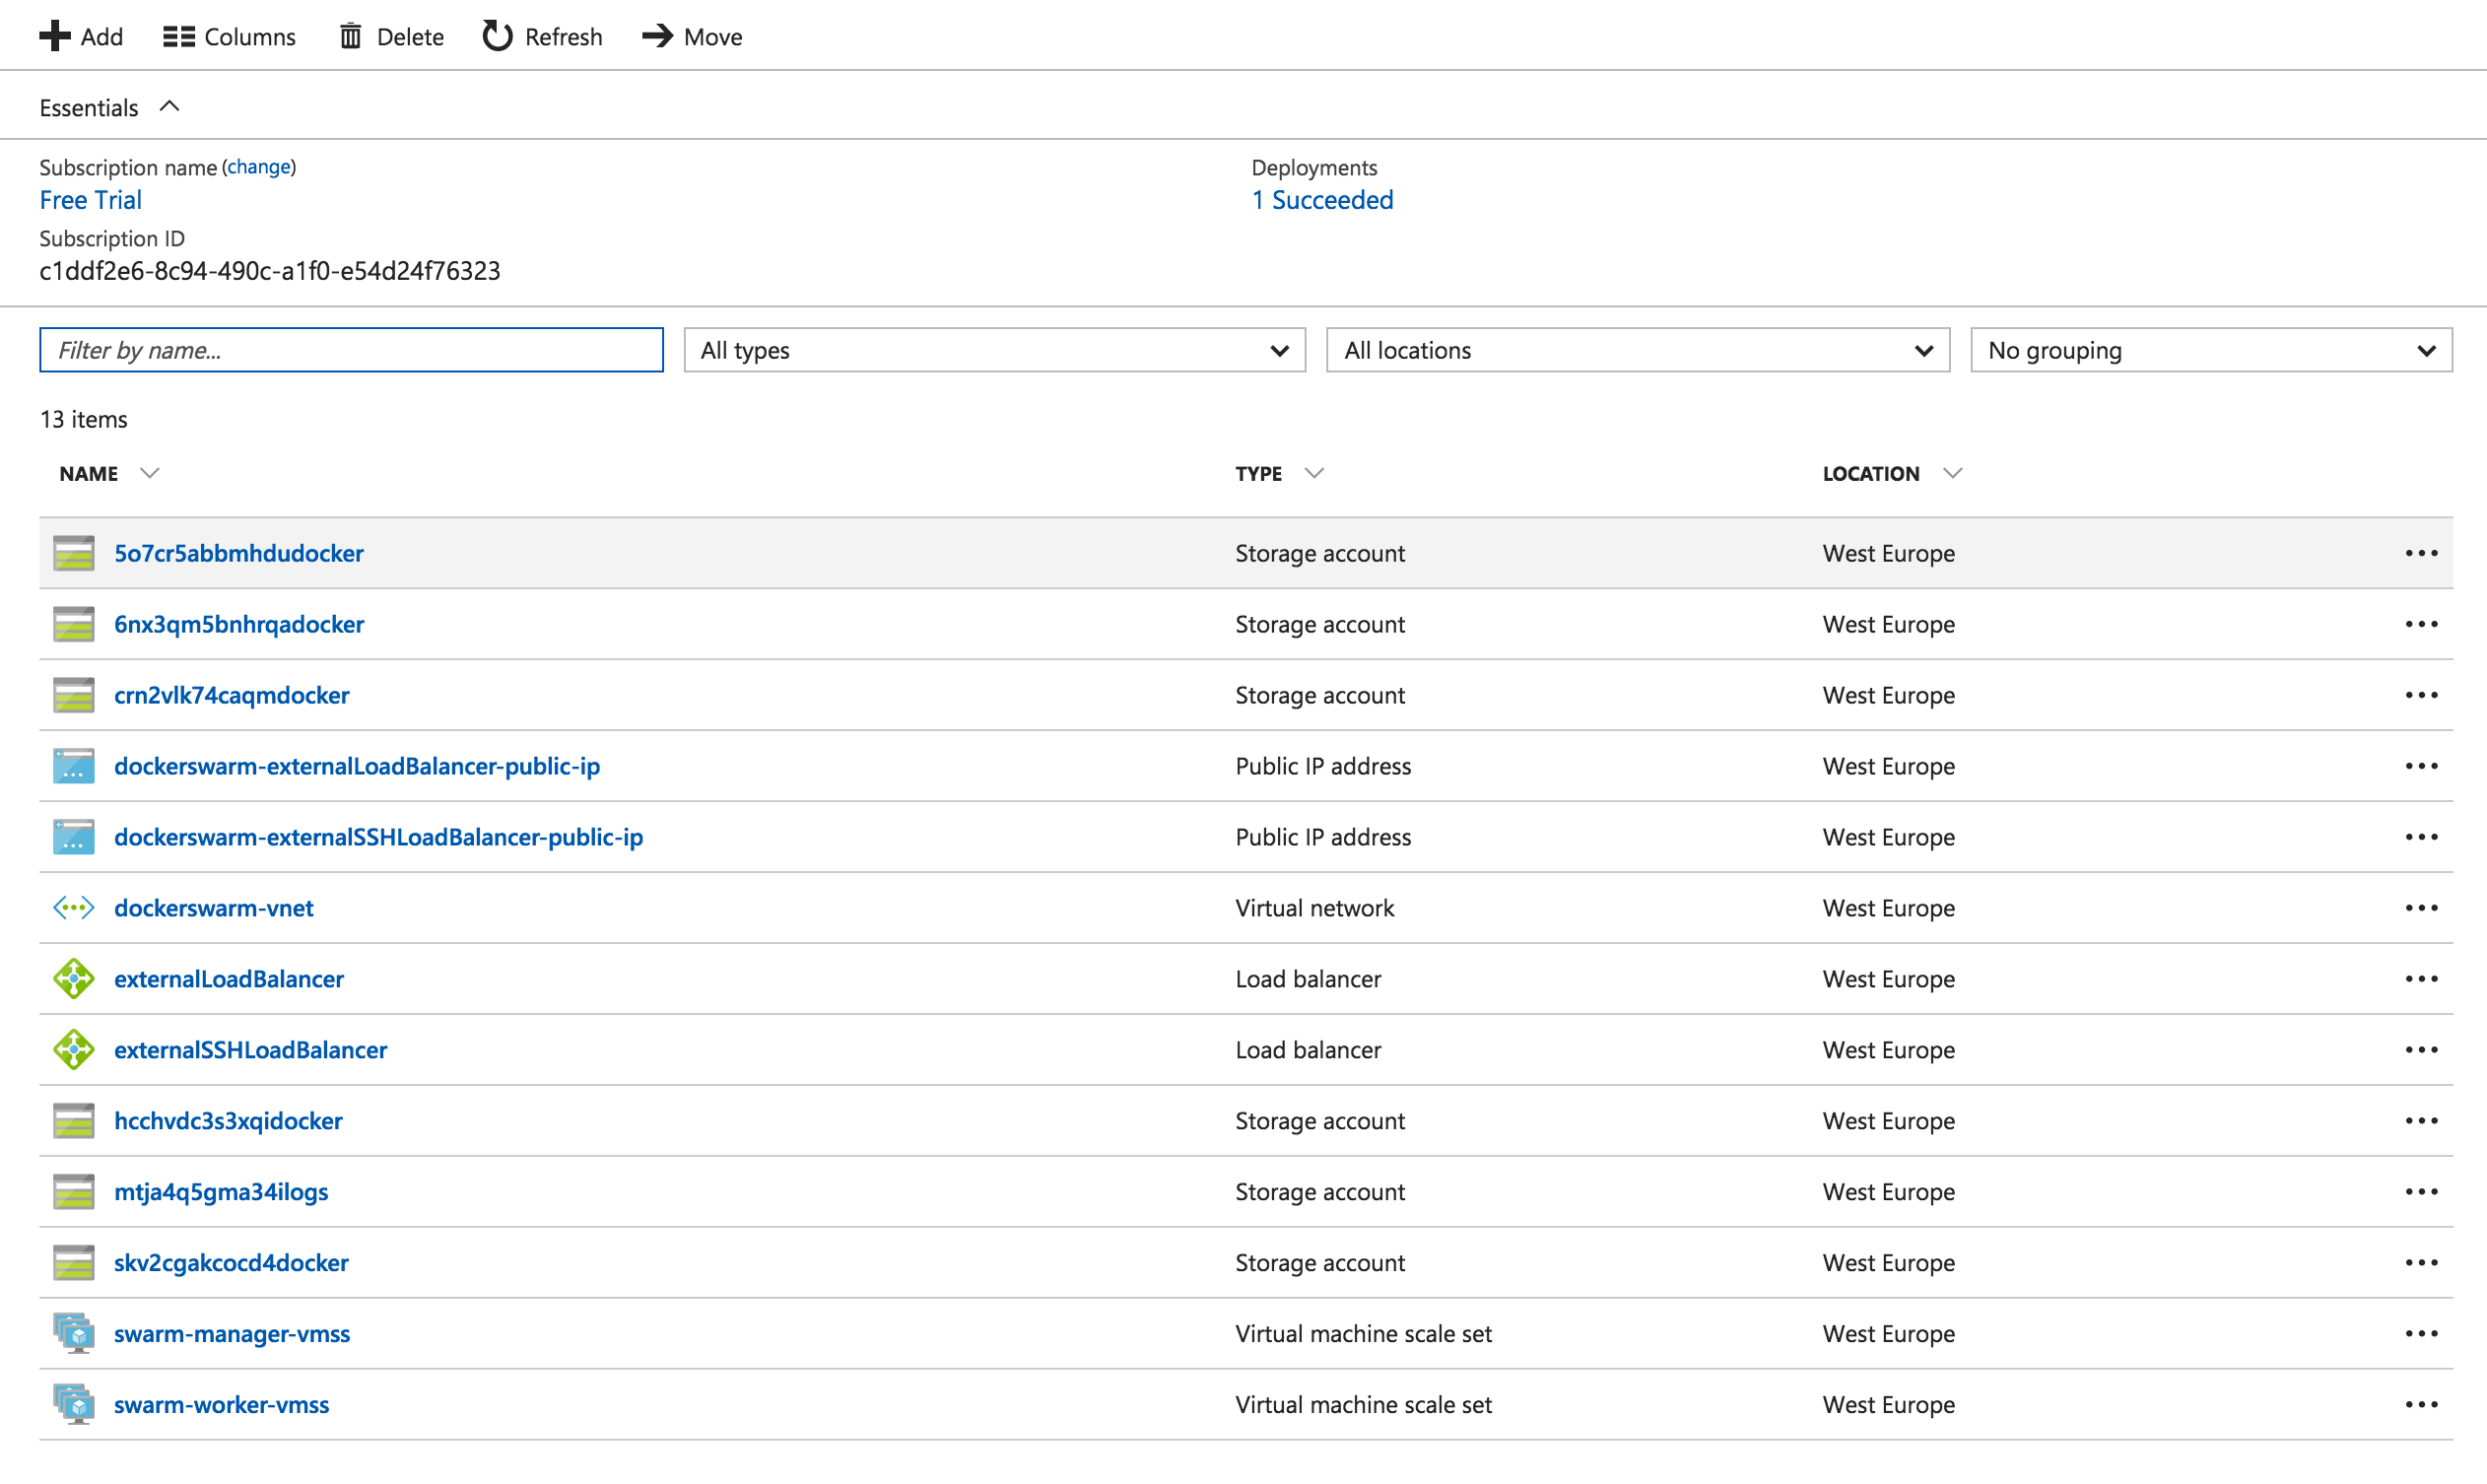 Add Columns Delete Refresh Move
Essentials
Subscription name (change) Deployments
Free Trial 1 Succeeded
Subscription ID
c1ddf2e6-8c94-490c-a1f0-e54d24f76323
Filter by name... All types All locations No grouping
13 items
NAME TYPE LOCATION
5o7cr5abbmhdudocker Storage account West Europe
6nx3qm5bnhrqadocker Storage account West Europe
crn2vlk74caqmdocker Storage account West Europe
dockerswarm-externalLoadBalancer-public-ip Public IP address West Europe
dockerswarm-externalSSHLoadBalancer-public-ip Public IP address West Europe
dockerswarm-vnet Virtual network West Europe
externalLoadBalancer Load balancer West Europe
externalSSHLoadBalancer Load balancer West Europe
hcchvdc3s3xqidocker Storage account West Europe
mtja4q5gma34ilogs Storage account West Europe
skv2cgakcocd4docker Storage account West Europe
swarm-manager-vmss Virtual machine scale set West Europe
swarm-worker-vmss Virtual machine scale set West Europe